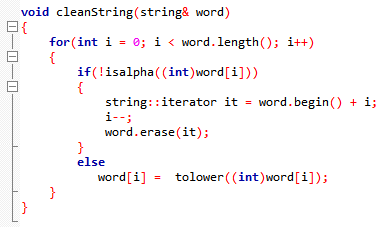 void cleanString(string& word)
{
    for(int i = 0; i < word.length(); i++)
    {
        if(!isalpha((int)word[i]))
        {
            string::iterator it = word.begin() + i;
            i--;
            word.erase(it);
        }
        else
           word[i] =  tolower((int)word[i]);
    }
}